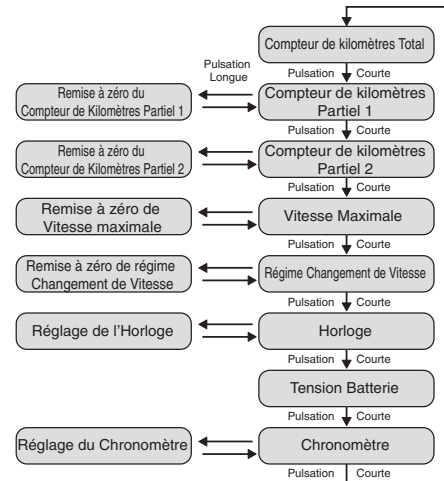 Compteur de kilomètres Total
Pulsation
Longue
Pulsation Courte
Remise à zéro du
Compteur de Kilomètres Partiel 1
Compteur de kilomètres
Partiel 1
Pulsation Courte
Remise à zéro du
Compteur de Kilomètres Partiel 2
Compteur de kilomètres
Partiel 2
Pulsation Courte
Remise à zéro de
Vitesse maximale
Vitesse Maximale
Pulsation Courte
Remise à zéro de régime
Changement de Vitesse
Régime Changement de Vitesse
Pulsation Courte
Réglage de l'Horloge
Horloge
Pulsation Courte
Tension Batterie
Pulsation Courte
Réglage du Chronomètre
Chronomètre
Pulsation Courte